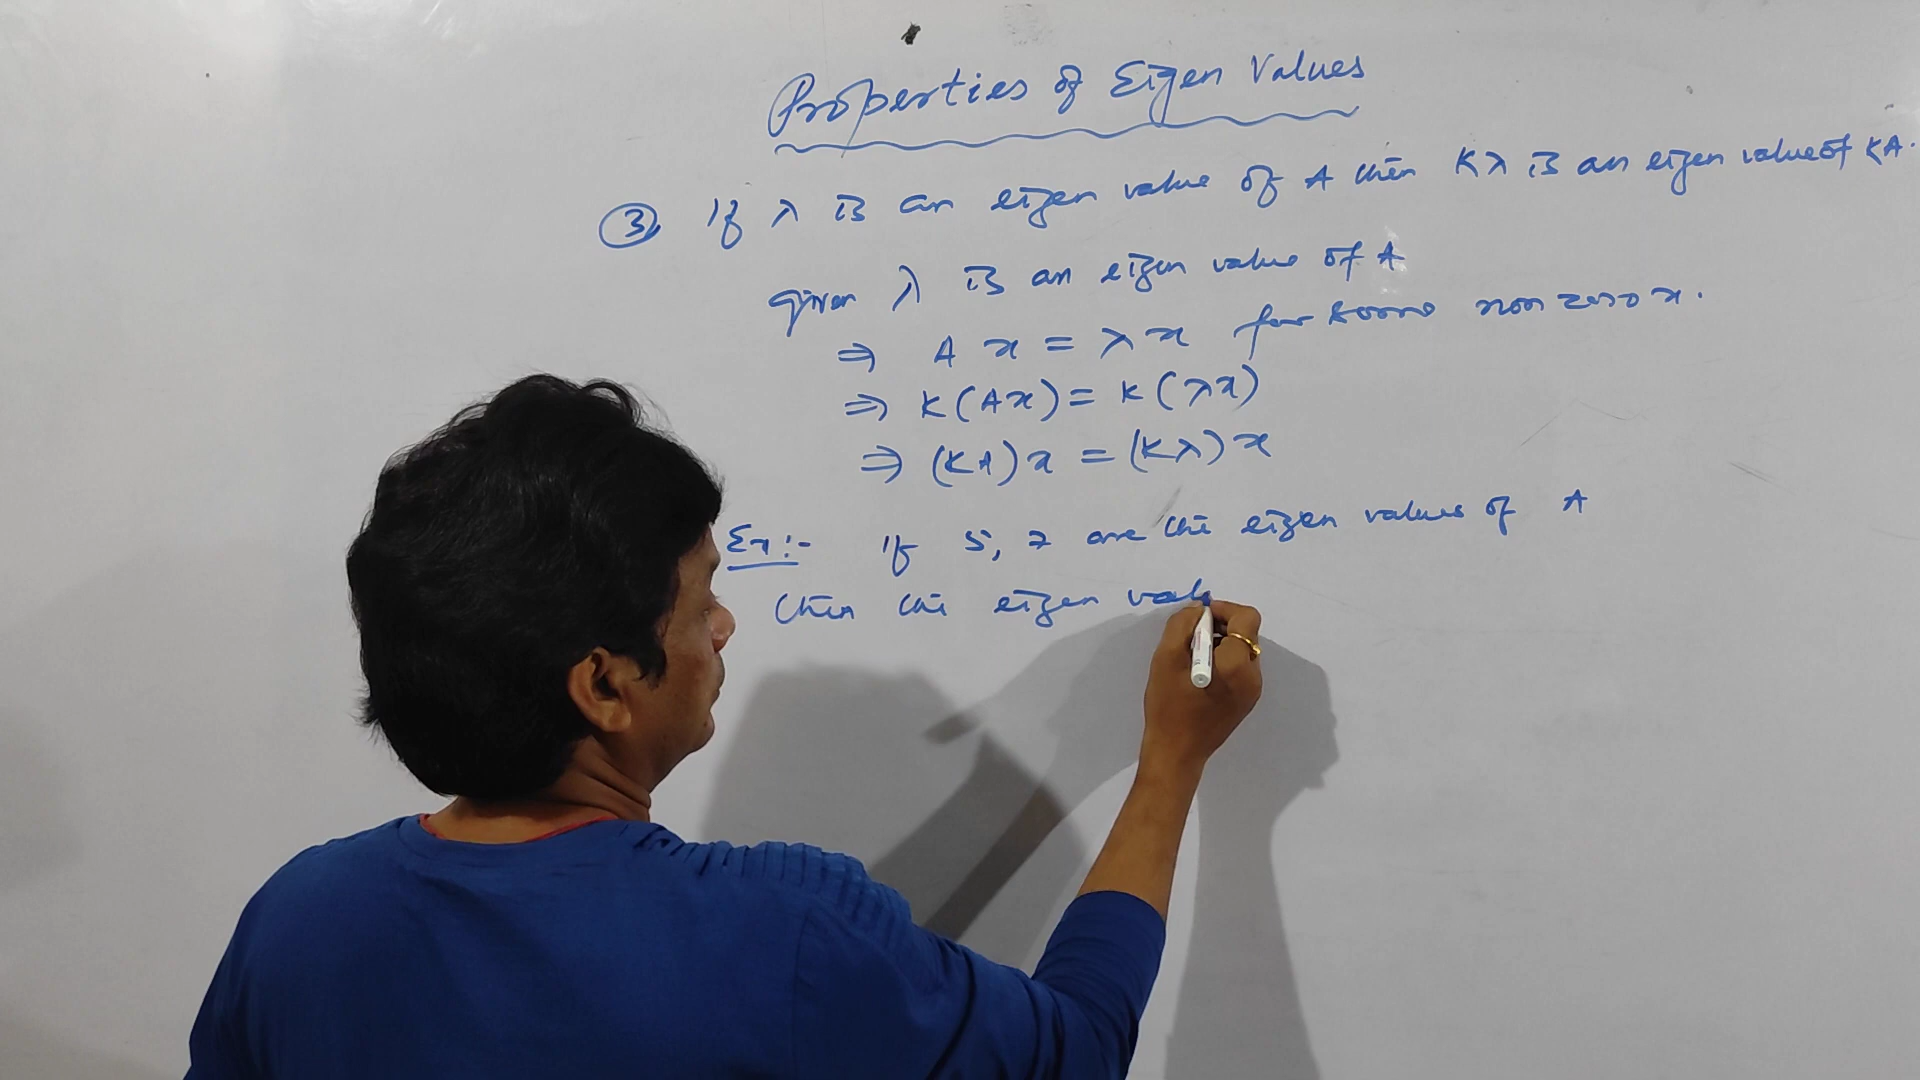 Properties of Eigen Values
③ If λ is an eigen value of A then Kλ is an eigen value of KA.
Given λ is an eigen value of A
⇒ A x = λ x for some non zero x.
⇒ K(Ax) = K(λx)
⇒ (KA)x = (Kλ)x
Ex:- If 5, 7 are the eigen values of A
then the eigen valu